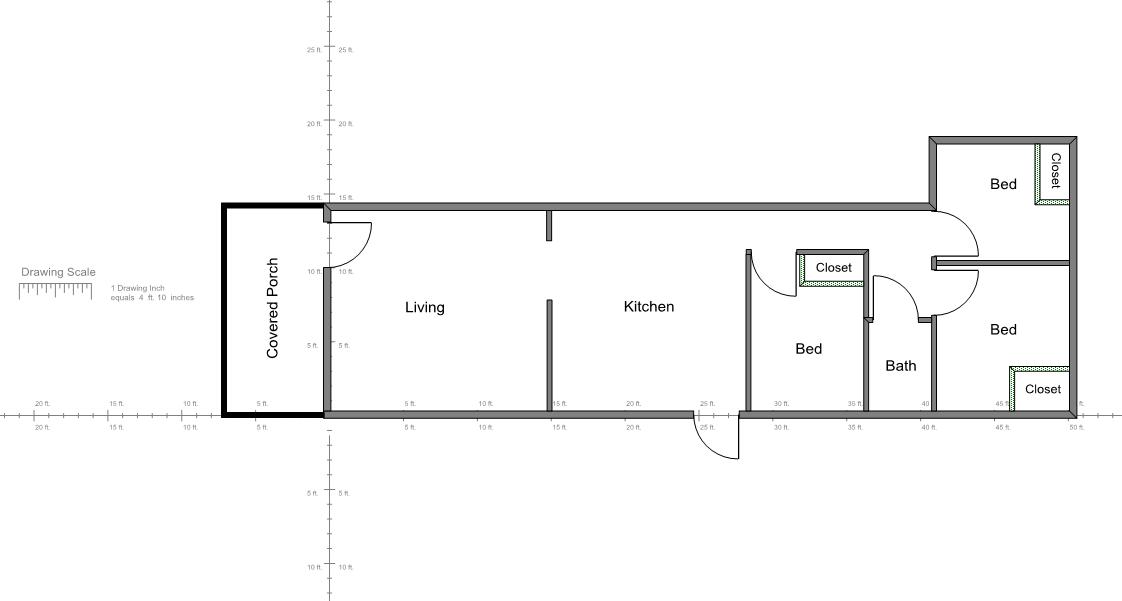 25 ft. 25 ft.
20 ft. 20 ft.
15 ft. 15 ft.
Bed
Closet
Drawing Scale
1 Drawing Inch
equals 4 ft. 10 inches
Covered Porch
10 ft. 10 ft.
Closet
Living
Kitchen
Bed
5 ft. 5 ft.
Bed
Bath
Closet
20 ft. 15 ft. 10 ft. 5 ft. 5 ft. 10 ft. 15 ft. 20 ft. 25 ft. 30 ft. 35 ft. 40 45 ft. ft.
20 ft. 15 ft. 10 ft. 5 ft. 5 ft. 10 ft. 15 ft. 20 ft. 25 ft. 30 ft. 35 ft. 40 ft. 45 ft. 50 ft.
5 ft. 5 ft.
10 ft. 10 ft.